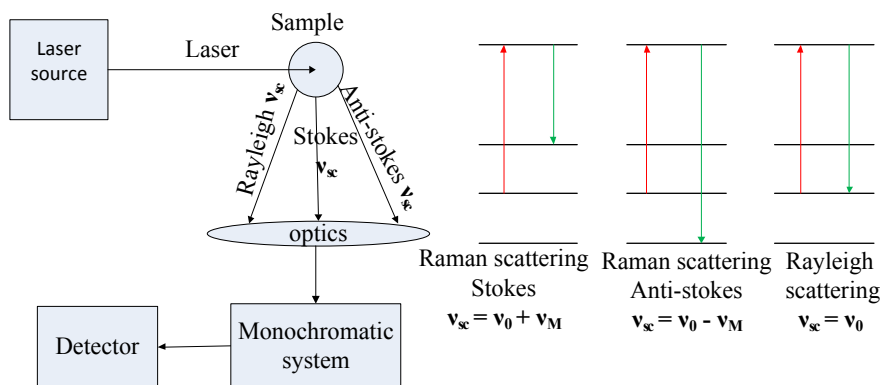 Sample
Laser
source
Laser
Rayleigh νsc
Stokes
νsc
Anti-stokes νsc
optics
Monochromatic
system
Detector
Raman scattering
Stokes
νsc = ν0 + νM
Raman scattering
Anti-stokes
νsc = ν0 - νM
Rayleigh
scattering
νsc = ν0